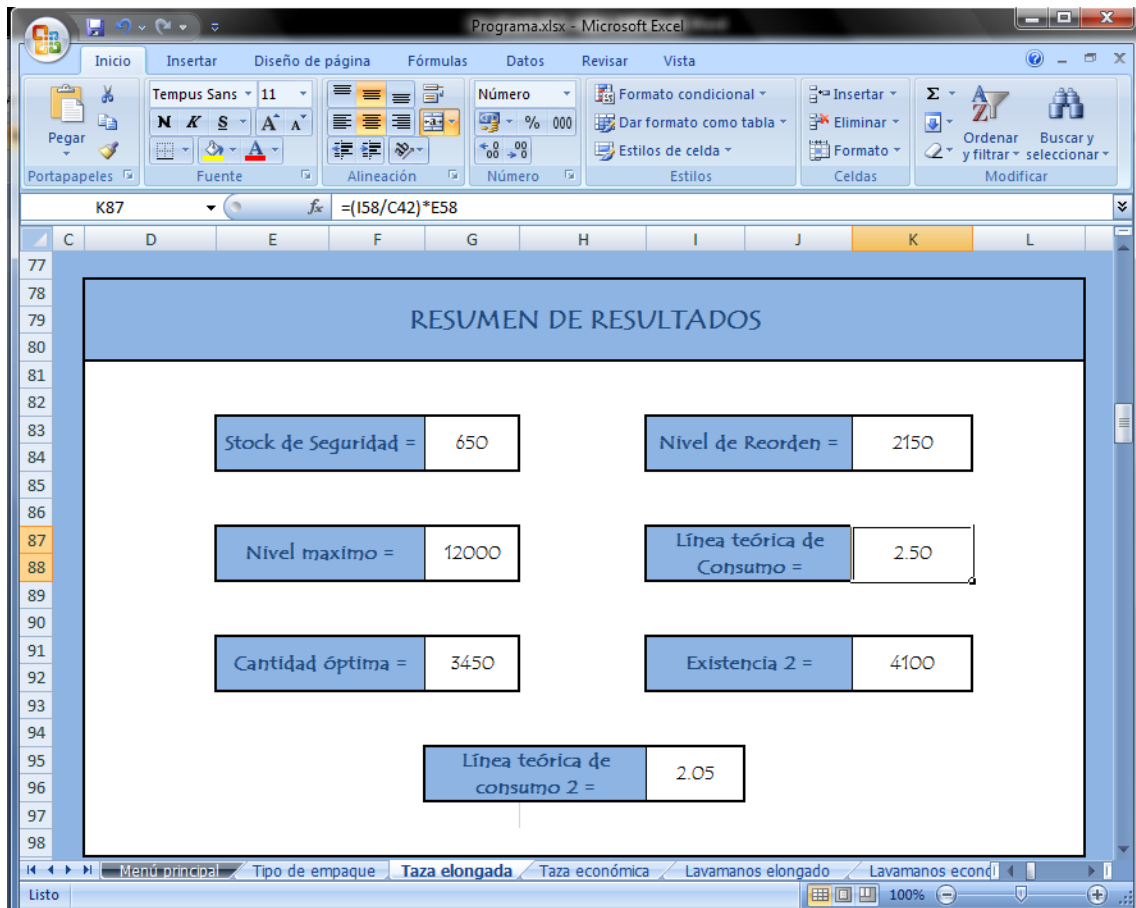 Programa.xlsx - Microsoft Excel
Inicio Insertar Diseño de página Fórmulas Datos Revisar Vista
Pegar
Tempus Sans 11
N K S A A
A
Número
% 000
Formato condicional
Dar formato como tabla
Estilos de celda
Insertar
Eliminar
Formato
Σ
Ordenar y filtrar
Buscar y seleccionar
Portapapeles Fuente Alineación Número Estilos Celdas Modificar
K87 fx =(I58/C42)*E58
C D E F G H I J K L
77
78
79
80
81
82
83
84
85
86
87
88
89
90
91
92
93
94
95
96
97
98
RESUMEN DE RESULTADOS
Stock de Seguridad = 650
Nivel de Reorden = 2150
Nivel maximo = 12000
Línea teórica de
Consumo = 2.50
Cantidad óptima = 3450
Existencia 2 = 4100
Línea teórica de
consumo 2 = 2.05
Menú principal Tipo de empaque Taza elongada Taza económica Lavamanos elongado Lavamanos econó
Listo 100%